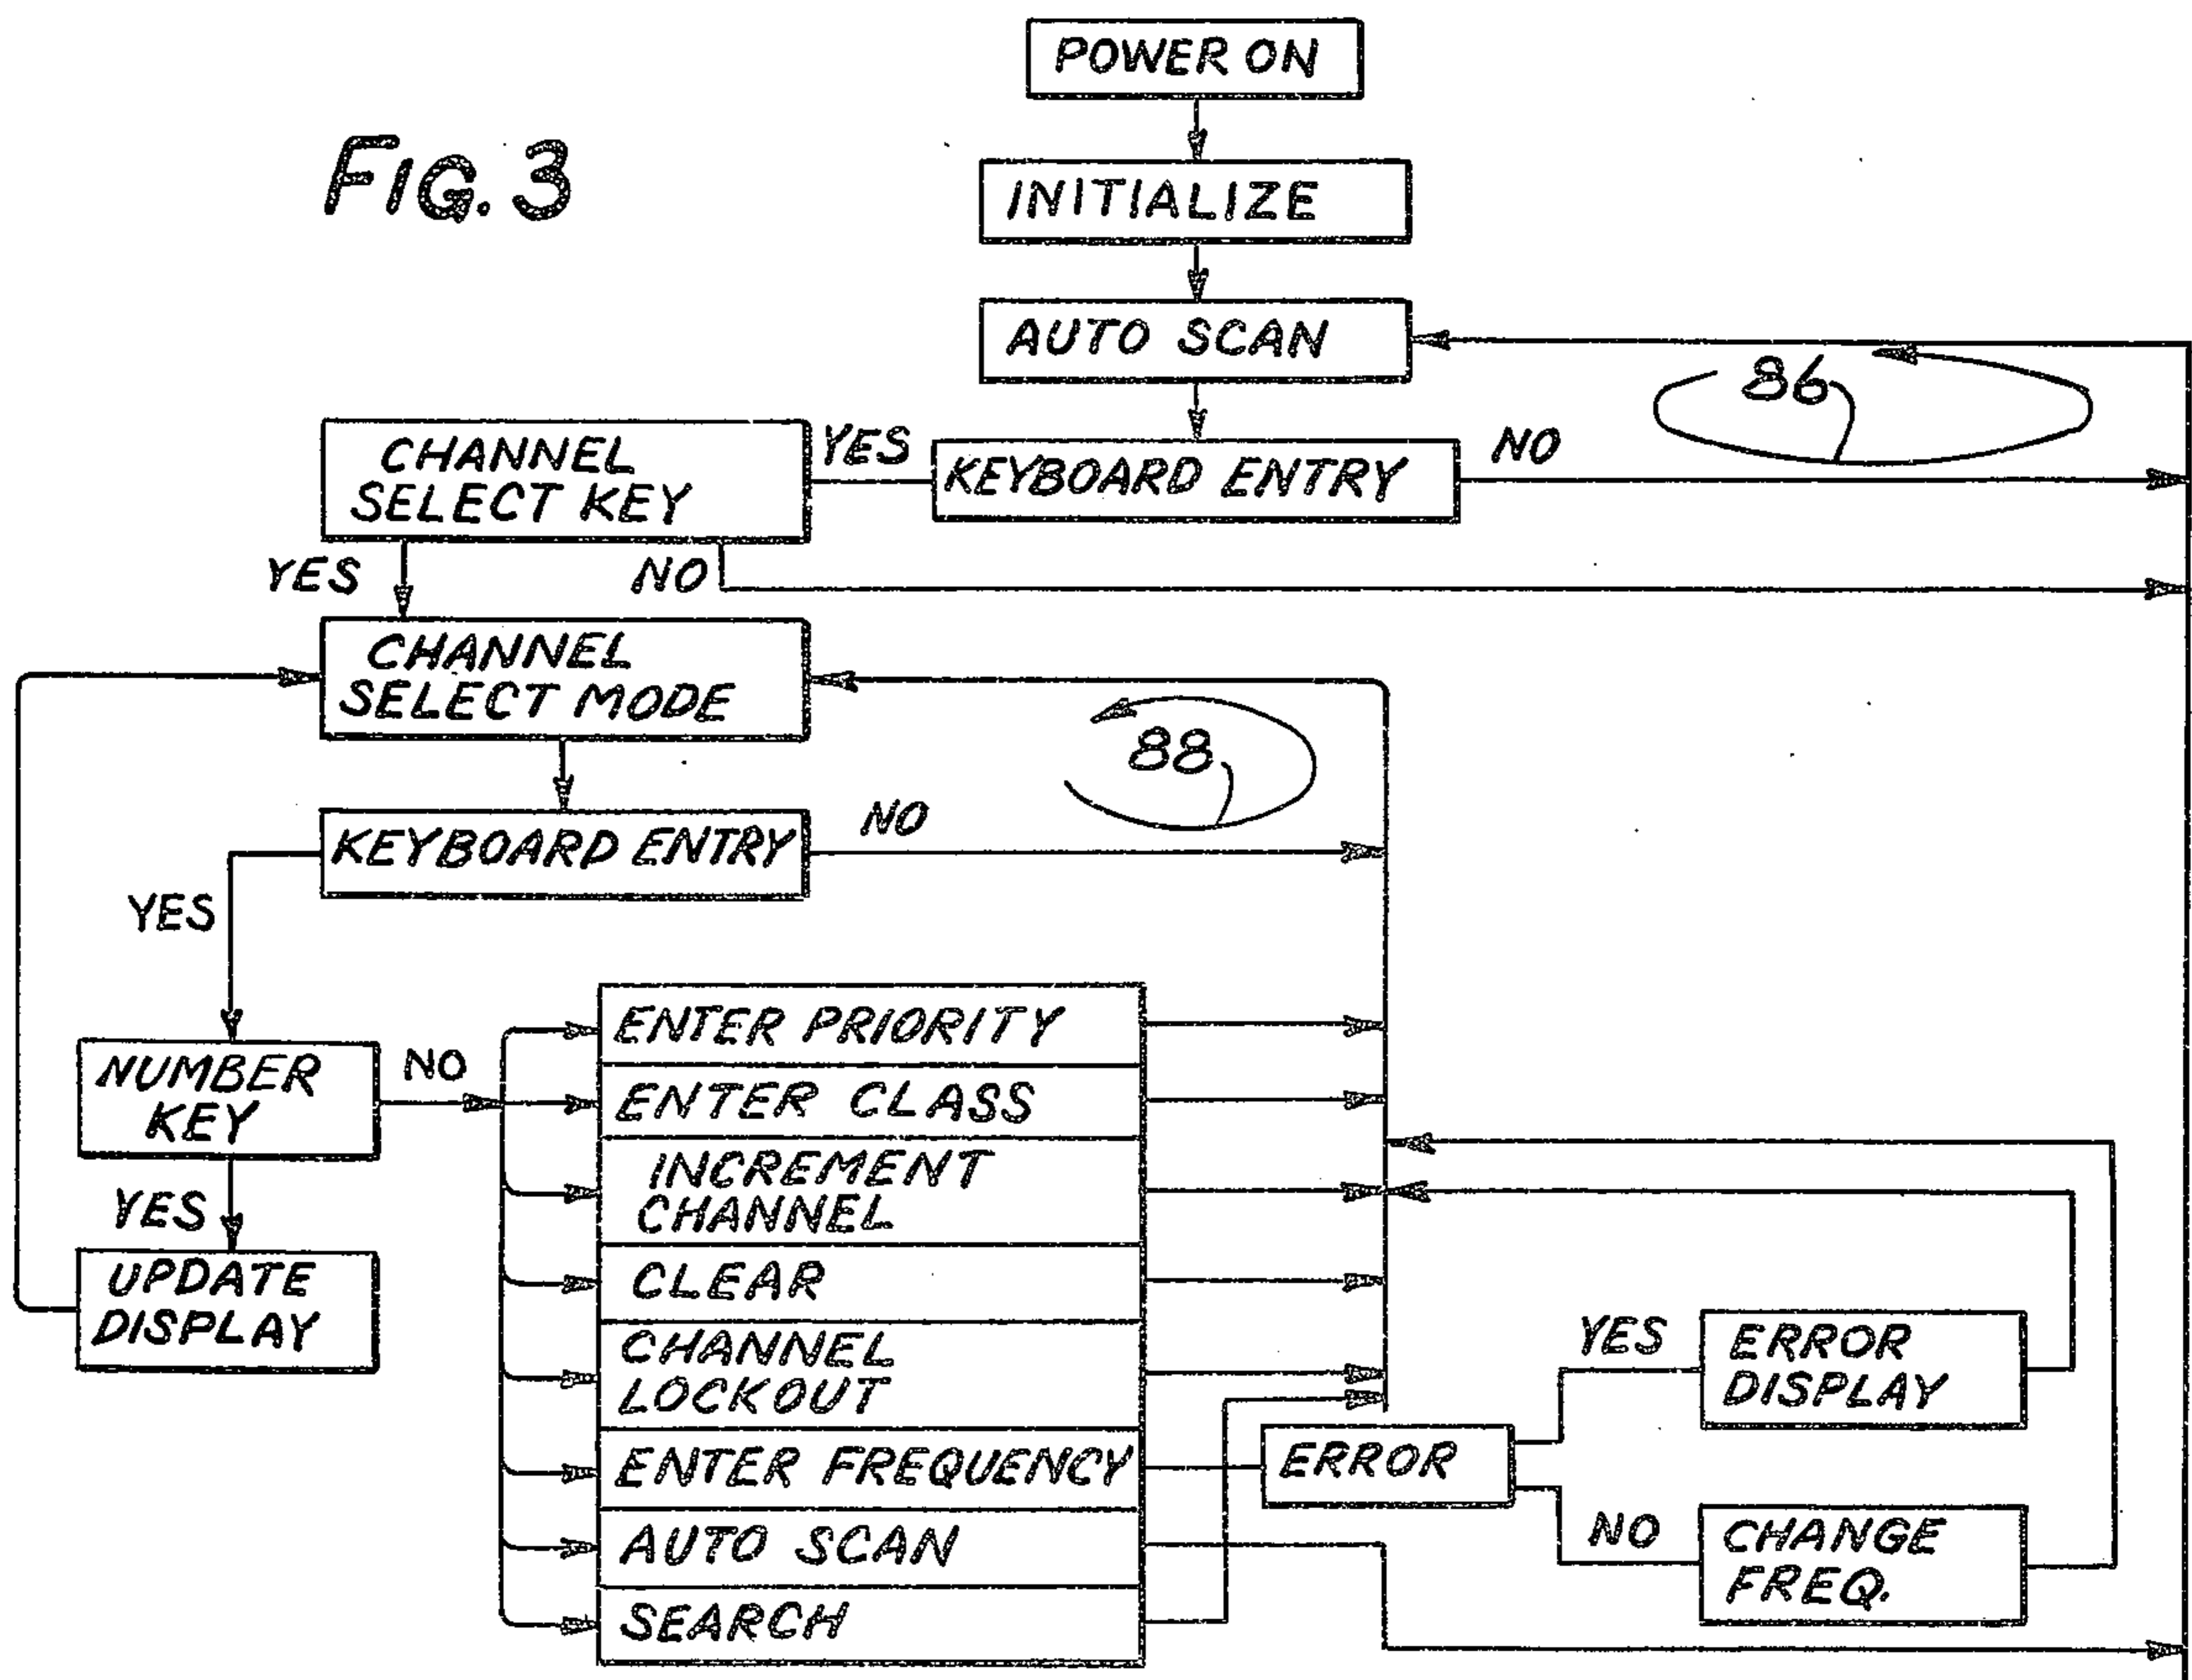 POWER ON
FIG. 3
INITIALIZE
AUTO SCAN
86
CHANNEL
SELECT KEY
YES
KEYBOARD ENTRY
NO
YES
NO
CHANNEL
SELECT MODE
88
KEYBOARD ENTRY
NO
YES
NUMBER
KEY
NO
YES
UPDATE
DISPLAY
ENTER PRIORITY
ENTER CLASS
INCREMENT
CHANNEL
CLEAR
CHANNEL
LOCKOUT
ENTER FREQUENCY
AUTO SCAN
SEARCH
ERROR
YES
ERROR
DISPLAY
NO
CHANGE
FREQ.